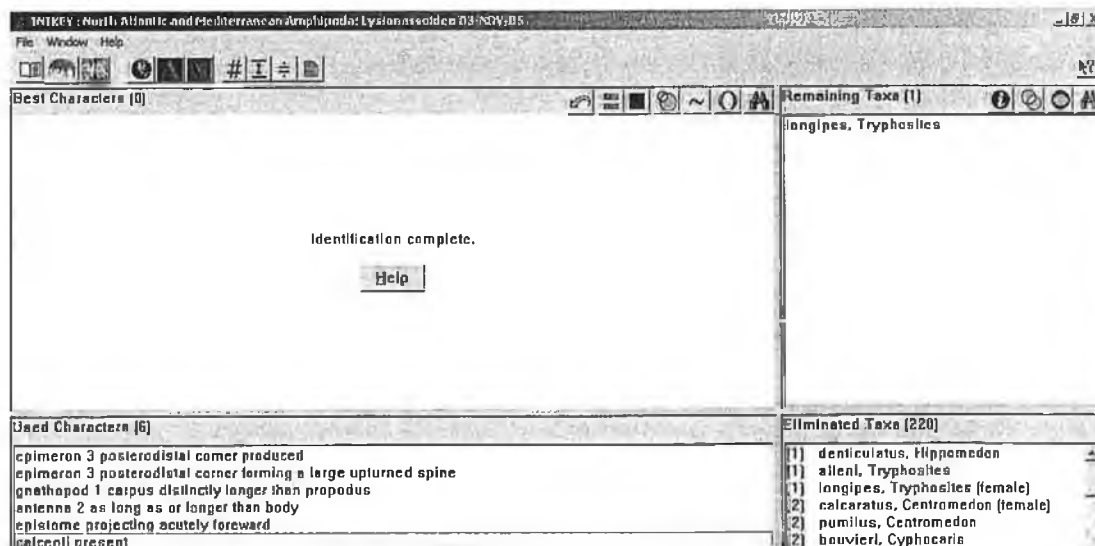 INTKEY : North Atlantic and Mediterranean Amphipoda: Lysianassoidea 03-NOV-05
File Window Help
Best Characters (0)
Remaining Taxa (1)
longipes, Tryphosites
Identification complete.
Help
Used Characters (6)
epimeron 3 posterodistal corner produced
epimeron 3 posterodistal corner forming a large upturned spine
gnathopod 1 carpus distinctly longer than propodus
antenna 2 as long as or longer than body
epistome projecting acutely foreward
calceoli present
Eliminated Taxa (220)
(1) denticulatus, Hippomedon
(1) alleni, Tryphosites
(1) longipes, Tryphosites (female)
(2) calcaratus, Centromedon (female)
(2) pumilus, Centromedon
(2) bouvieri, Cyphocaris